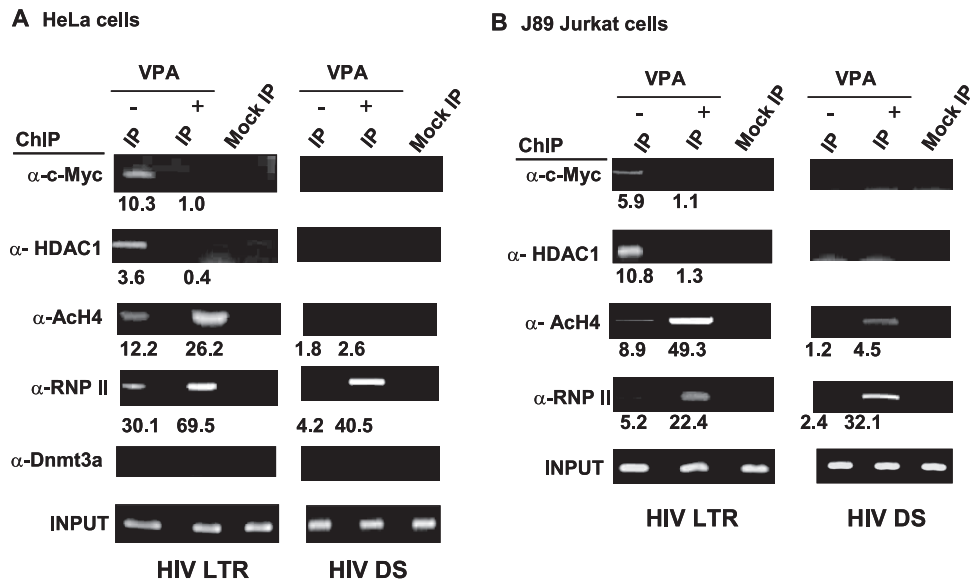 A HeLa cells
VPA
- +
IP IP Mock IP
VPA
- +
IP IP Mock IP
ChIP
α-c-Myc
10.3 1.0
α- HDAC1
3.6 0.4
α-AcH4
12.2 26.2 1.8 2.6
α-RNP II
30.1 69.5 4.2 40.5
α-Dnmt3a
INPUT
HIV LTR HIV DS
B J89 Jurkat cells
VPA
- +
IP IP Mock IP
VPA
- +
IP IP Mock IP
ChIP
α-c-Myc
5.9 1.1
α- HDAC1
10.8 1.3
α- AcH4
8.9 49.3 1.2 4.5
α-RNP II
5.2 22.4 2.4 32.1
INPUT
HIV LTR HIV DS